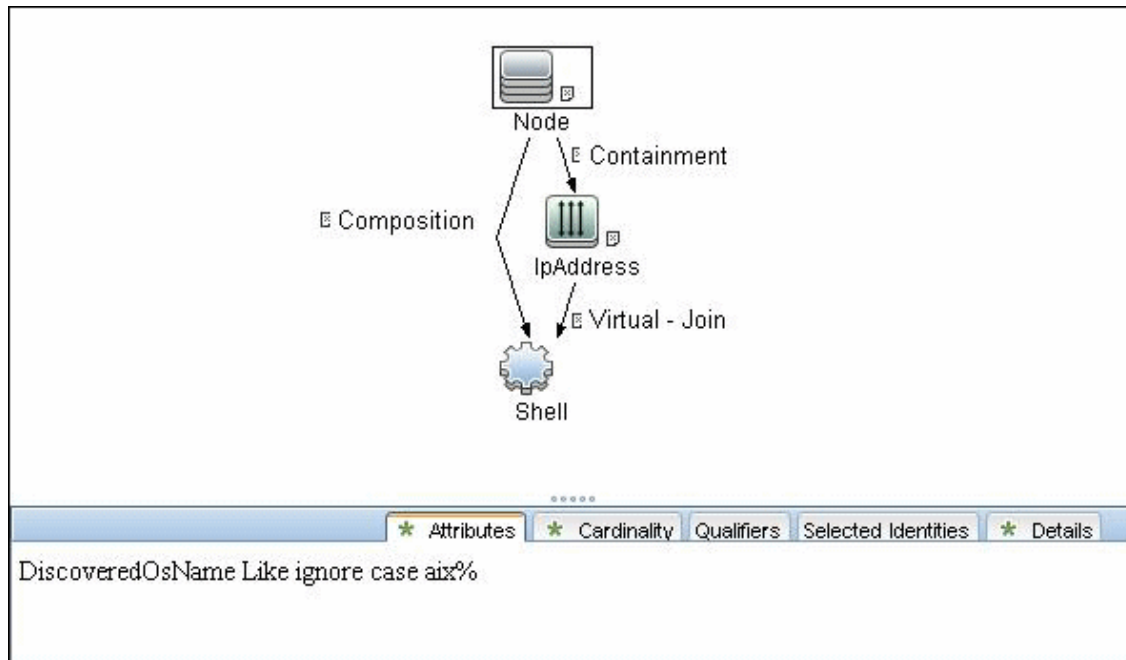 Node
Containment
Composition
IpAddress
Virtual - Join
Shell
Attributes
Cardinality
Qualifiers
Selected Identities
Details
DiscoveredOsName Like ignore case aix%